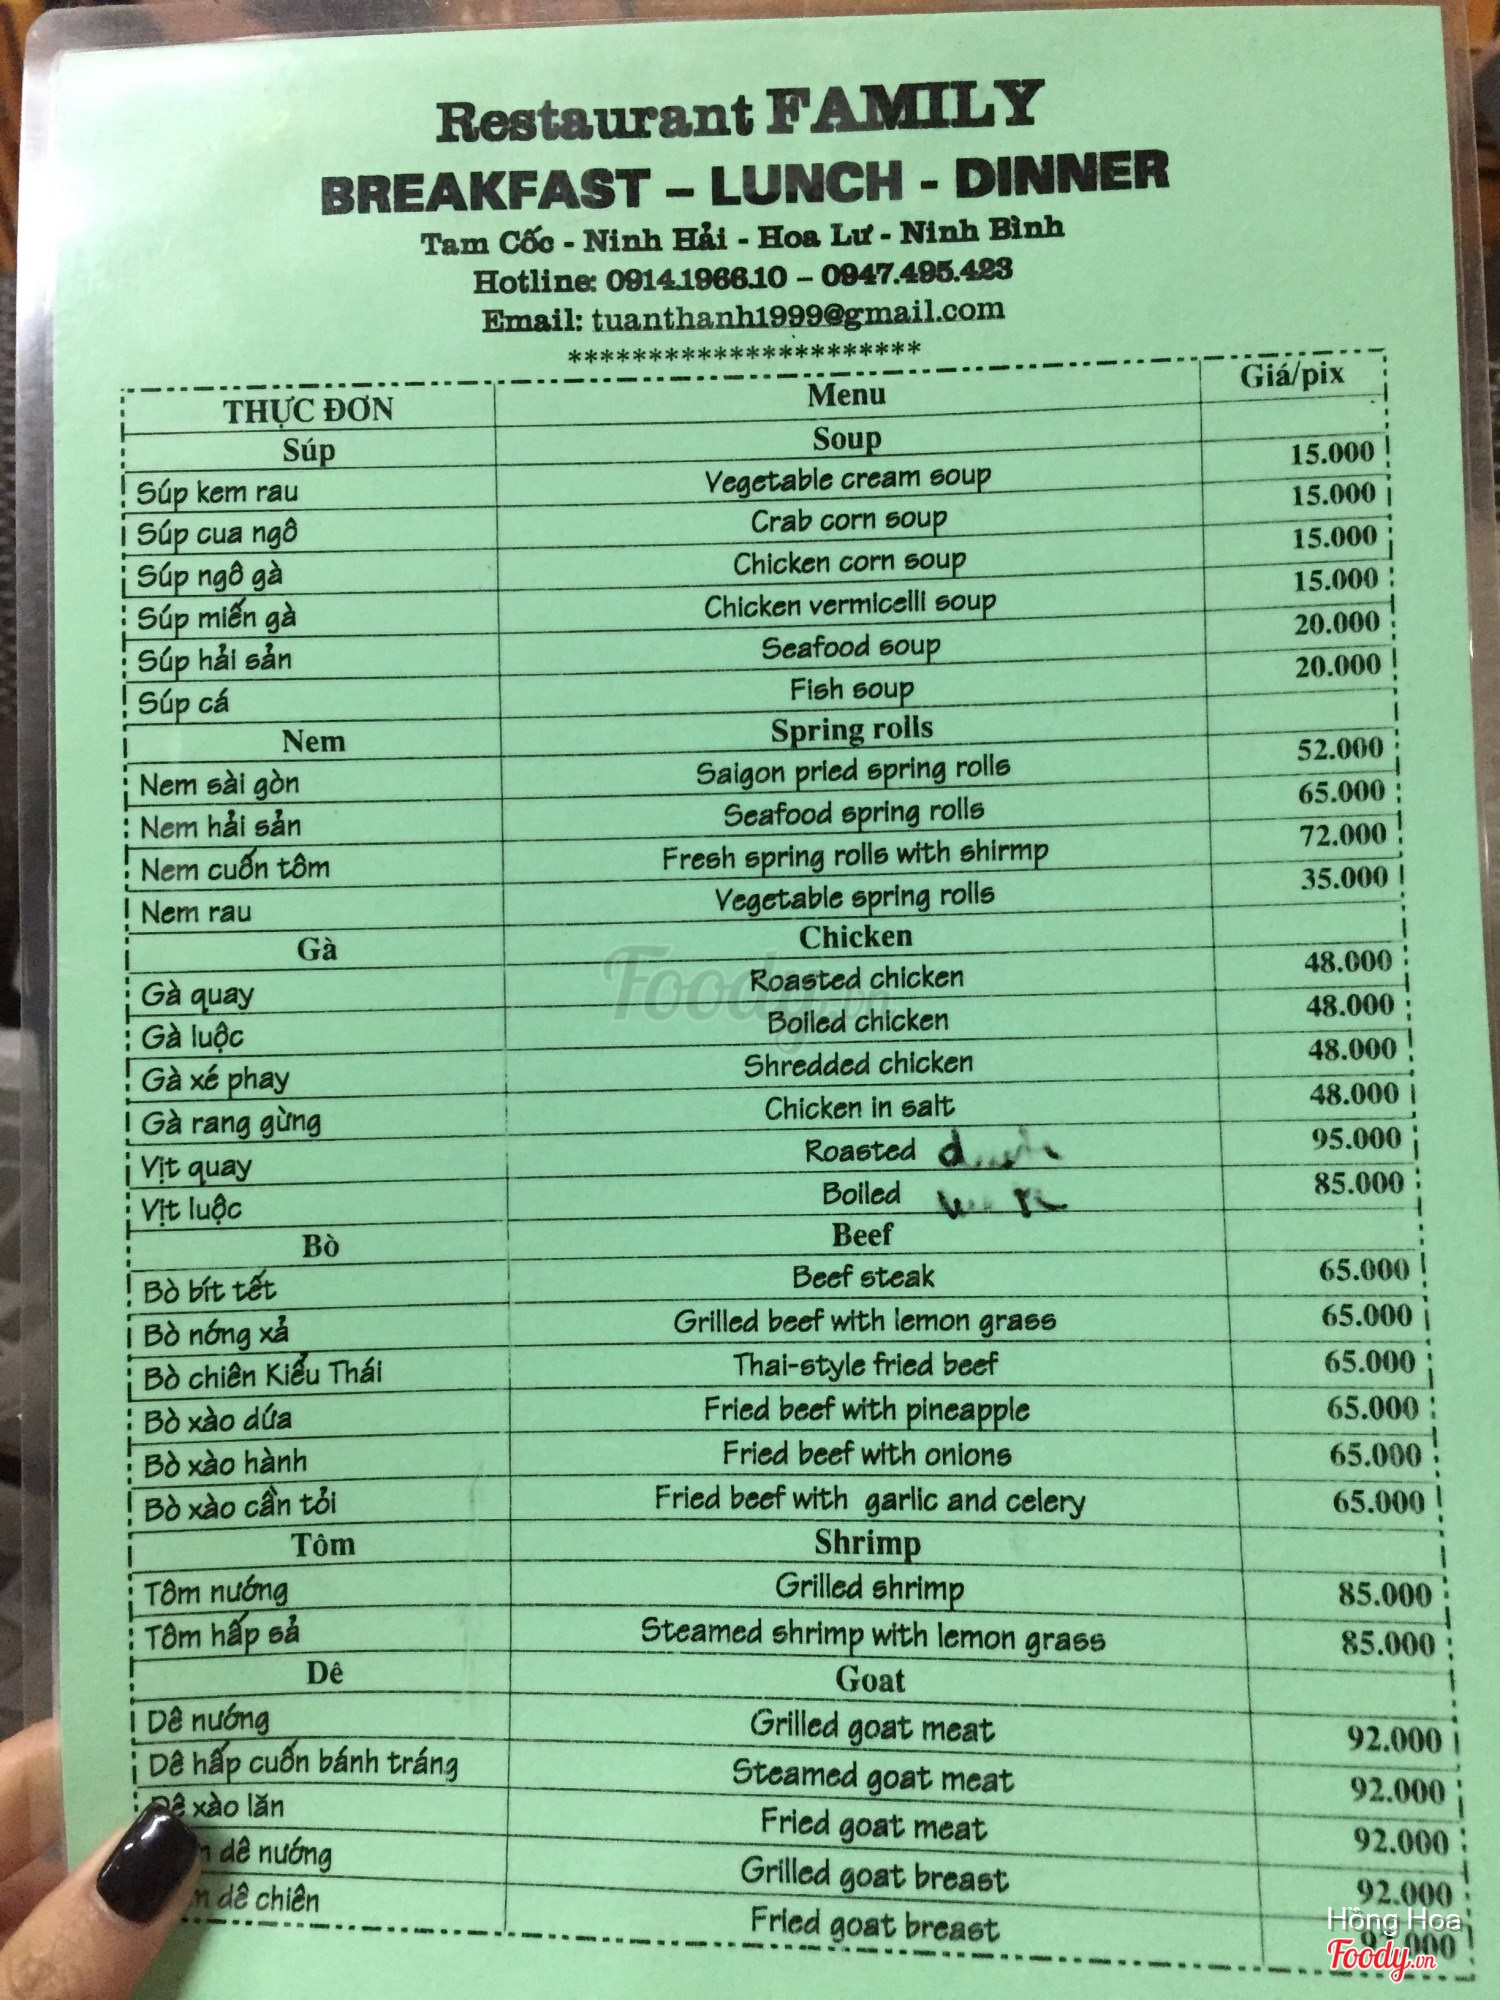 Restaurant FAMILY
BREAKFAST – LUNCH - DINNER
Tam Cốc - Ninh Hải - Hoa Lư - Ninh Bình
Hotline: 0914.1966.10 – 0947.495.423
Email: tuanthanh1999@gmail.com
**********************
THỰC ĐƠN Menu Giá/pix
Súp Soup
Súp kem rau Vegetable cream soup 15.000
Súp cua ngô Crab corn soup 15.000
Súp ngô gà Chicken corn soup 15.000
Súp miến gà Chicken vermicelli soup 15.000
Súp hải sản Seafood soup 20.000
Súp cá Fish soup 20.000
Nem Spring rolls
Nem sài gòn Saigon pried spring rolls 52.000
Nem hải sản Seafood spring rolls 65.000
Nem cuốn tôm Fresh spring rolls with shirmp 72.000
Nem rau Vegetable spring rolls 35.000
Gà Chicken
Gà quay Roasted chicken 48.000
Gà luộc Boiled chicken 48.000
Gà xé phay Shredded chicken 48.000
Gà rang gừng Chicken in salt 48.000
Vịt quay Roasted 95.000
Vịt luộc Boiled 85.000
Bò Beef
Bò bít tết Beef steak 65.000
Bò nóng xả Grilled beef with lemon grass 65.000
Bò chiên Kiểu Thái Thai-style fried beef 65.000
Bò xào dứa Fried beef with pineapple 65.000
Bò xào hành Fried beef with onions 65.000
Bò xào cần tỏi Fried beef with garlic and celery 65.000
Tôm Shrimp
Tôm nướng Grilled shrimp 85.000
Tôm hấp sả Steamed shrimp with lemon grass 85.000
Dê Goat
Dê nướng Grilled goat meat 92.000
Dê hấp cuốn bánh tráng Steamed goat meat 92.000
Dê xào lăn Fried goat meat 92.000
dê nướng Grilled goat breast 92.000
dê chiên Fried goat breast
Foody.vn
Hồng Hoa
Foody.vn